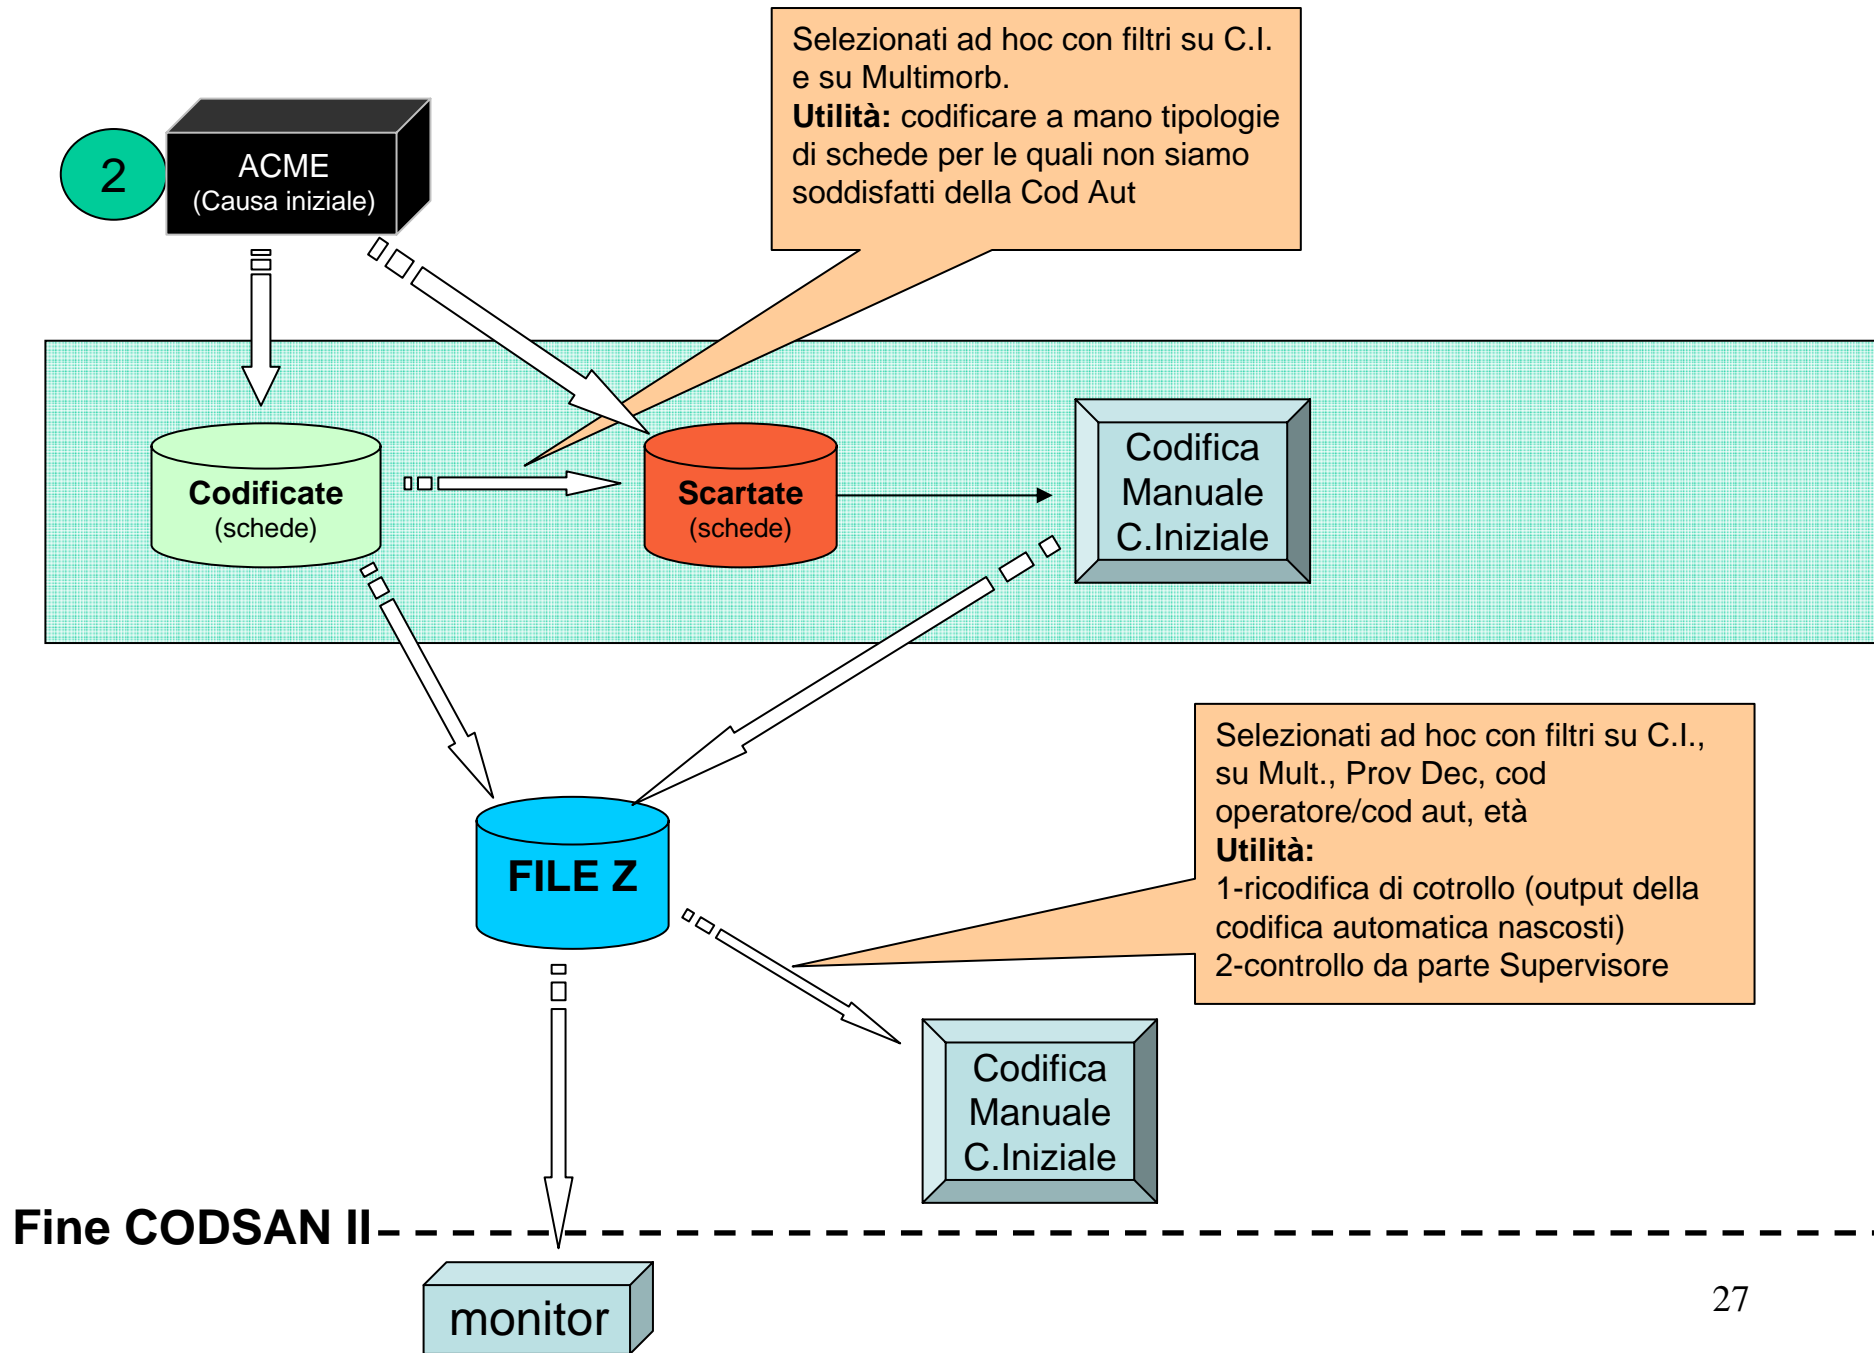 Selezionati ad hoc con filtri su C.I.
e su Multimorb.
Utilità: codificare a mano tipologie
di schede per le quali non siamo
soddisfatti della Cod Aut
2
ACME
(Causa iniziale)
Codificate
(schede)
Scartate
(schede)
Codifica
Manuale
C.Iniziale
Selezionati ad hoc con filtri su C.I.,
su Mult., Prov Dec, cod
operatore/cod aut, età
Utilità:
1-ricodifica di cotrollo (output della
codifica automatica nascosti)
2-controllo da parte Supervisore
FILE Z
Codifica
Manuale
C.Iniziale
Fine CODSAN II
monitor
27